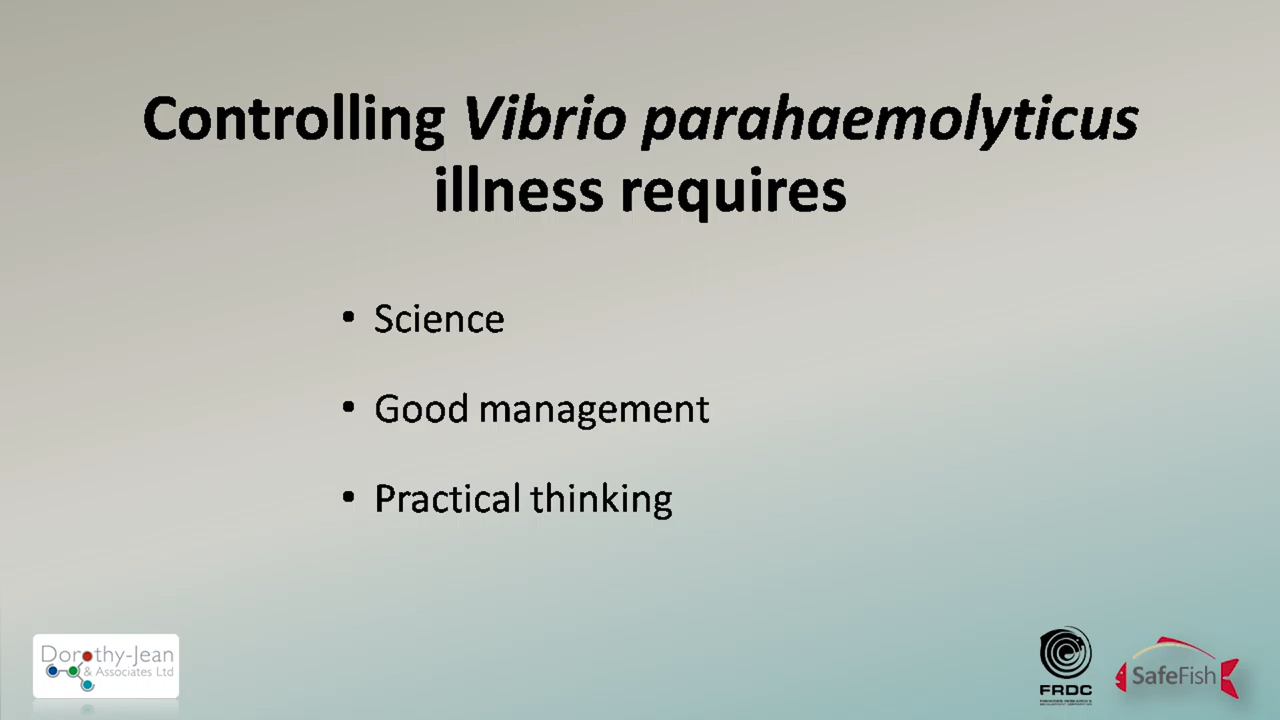 Controlling Vibrio parahaemolyticus
illness requires
• Science
• Good management
• Practical thinking
Dorothy-Jean
& Associates Ltd
FRDC
SafeFish